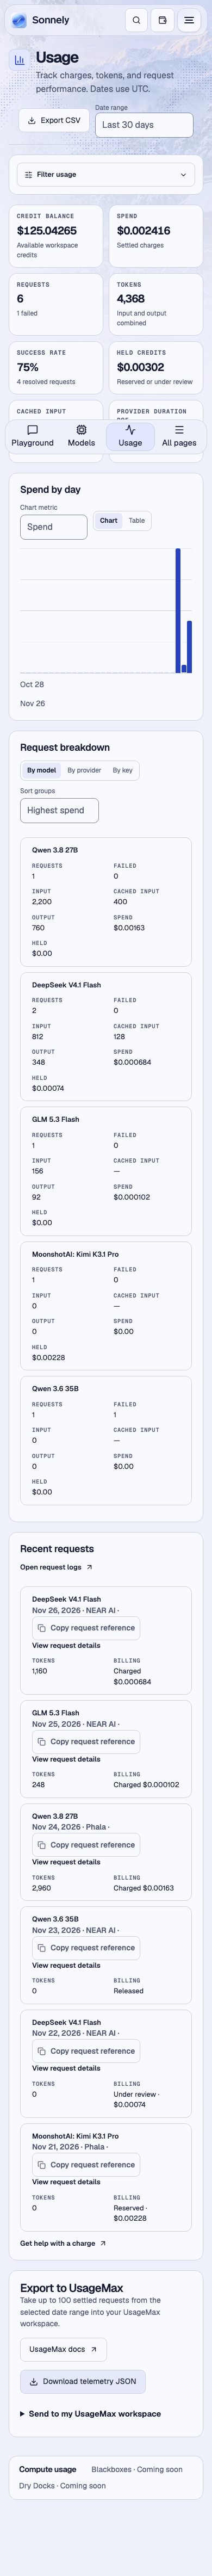 Sonnely
Usage
Track charges, tokens, and request
performance. Dates use UTC.
Export CSV
Date range
Last 30 days
Filter usage
CREDIT BALANCE
$125.04265
Available workspace
credits
SPEND
$0.002416
Settled charges
REQUESTS
6
1 failed
TOKENS
4,368
Input and output
combined
SUCCESS RATE
75%
4 resolved requests
HELD CREDITS
$0.00302
Reserved or under review
CACHED INPUT
PROVIDER DURATION
Playground
Models
Usage
All pages
Spend by day
Chart metric
Spend
Chart
Table
Oct 28
Nov 26
Request breakdown
By model
By provider
By key
Sort groups
Highest spend
Qwen 3.8 27B
REQUESTS
1
FAILED
0
INPUT
2,200
CACHED INPUT
400
OUTPUT
760
SPEND
$0.00163
HELD
$0.00
DeepSeek V4.1 Flash
REQUESTS
2
FAILED
0
INPUT
812
CACHED INPUT
128
OUTPUT
348
SPEND
$0.000684
HELD
$0.00074
GLM 5.3 Flash
REQUESTS
1
FAILED
0
INPUT
156
CACHED INPUT
—
OUTPUT
92
SPEND
$0.000102
HELD
$0.00
MoonshotAI: Kimi K3.1 Pro
REQUESTS
1
FAILED
0
INPUT
0
CACHED INPUT
—
OUTPUT
0
SPEND
$0.00
HELD
$0.00228
Qwen 3.6 35B
REQUESTS
1
FAILED
1
INPUT
0
CACHED INPUT
—
OUTPUT
0
SPEND
$0.00
HELD
$0.00
Recent requests
Open request logs
DeepSeek V4.1 Flash
Nov 26, 2026 · NEAR AI ·
Copy request reference
View request details
TOKENS
1,160
BILLING
Charged
$0.000684
GLM 5.3 Flash
Nov 25, 2026 · NEAR AI ·
Copy request reference
View request details
TOKENS
248
BILLING
Charged $0.000102
Qwen 3.8 27B
Nov 24, 2026 · Phala ·
Copy request reference
View request details
TOKENS
2,960
BILLING
Charged $0.00163
Qwen 3.6 35B
Nov 23, 2026 · NEAR AI ·
Copy request reference
View request details
TOKENS
0
BILLING
Released
DeepSeek V4.1 Flash
Nov 22, 2026 · NEAR AI ·
Copy request reference
View request details
TOKENS
0
BILLING
Under review ·
$0.00074
MoonshotAI: Kimi K3.1 Pro
Nov 21, 2026 · Phala ·
Copy request reference
View request details
TOKENS
0
BILLING
Reserved ·
$0.00228
Get help with a charge
Export to UsageMax
Take up to 100 settled requests from the
selected date range into your UsageMax
workspace.
UsageMax docs
Download telemetry JSON
Send to my UsageMax workspace
Compute usage
Blackboxes · Coming soon
Dry Docks · Coming soon